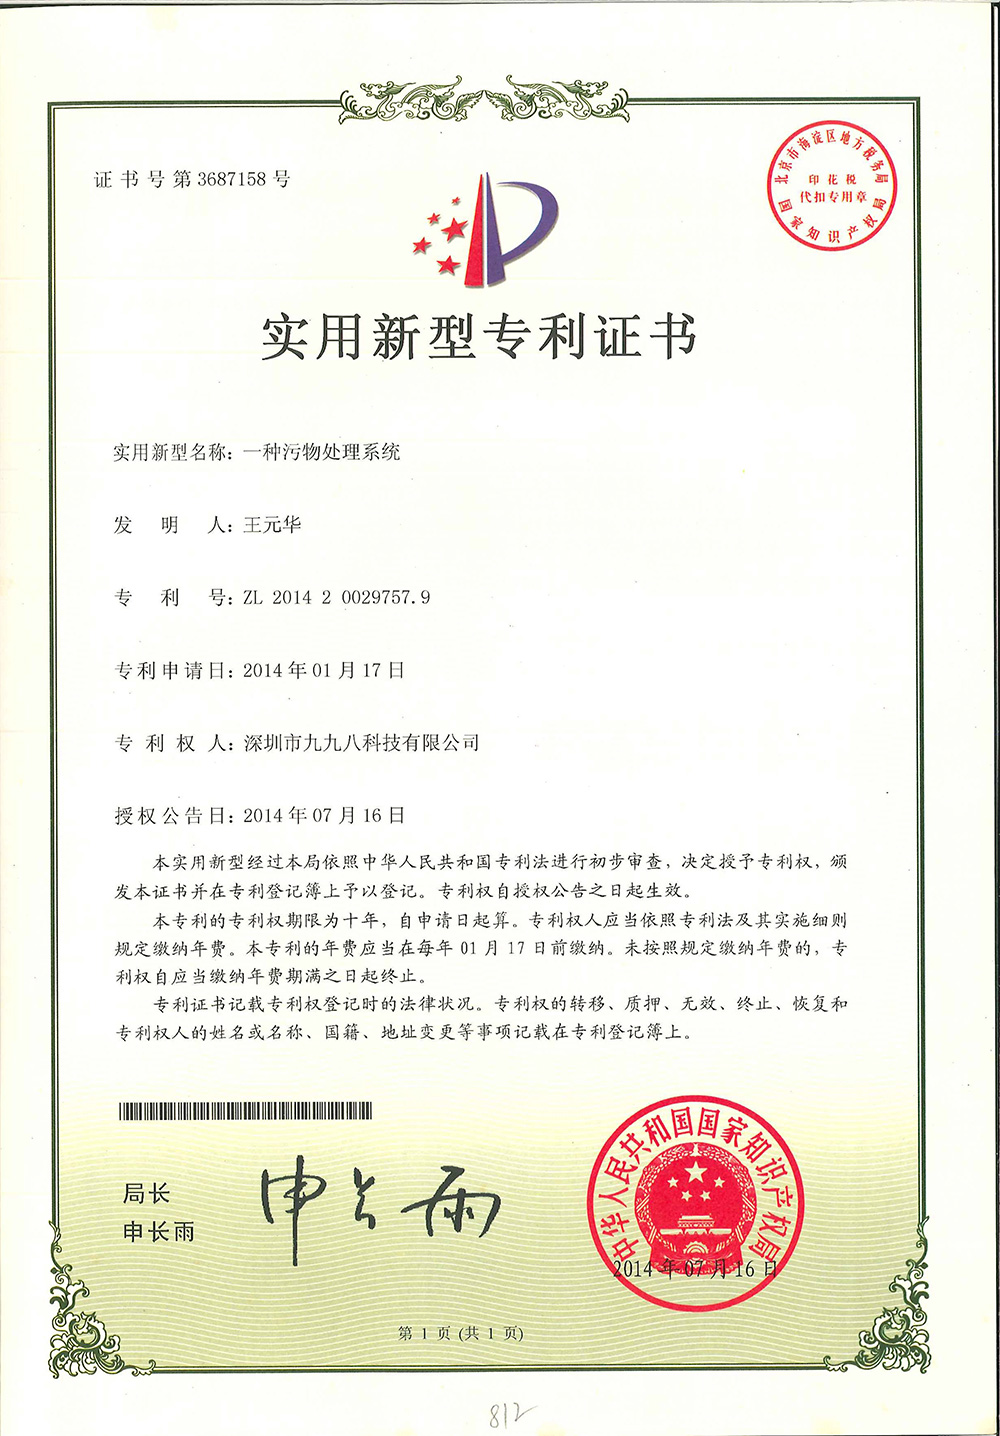 证书号第3687158号
北京市海淀区地方税务局
印花税
代扣专用章
国家知识产权局
实用新型专利证书
实用新型名称：一种污物处理系统
发明人：王元华
专利号：ZL 2014 2 0029757.9
专利申请日：2014年01月17日
专利权人：深圳市九九八科技有限公司
授权公告日：2014年07月16日
本实用新型经过本局依照中华人民共和国专利法进行初步审查，决定授予专利权，颁
发本证书并在专利登记簿上予以登记。专利权自授权公告之日起生效。
本专利的专利权期限为十年，自申请日起算。专利权人应当依照专利法及其实施细则
规定缴纳年费。本专利的年费应当在每年01月17日前缴纳。未按照规定缴纳年费的，专
利权自应当缴纳年费期满之日起终止。
专利证书记载专利权登记时的法律状况。专利权的转移、质押、无效、终止、恢复和
专利权人的姓名或名称、国籍、地址变更等事项记载在专利登记簿上。
局长
申长雨
申长雨
中华人民共和国国家知识产权局
2014年07月16日
第1页(共1页)
812